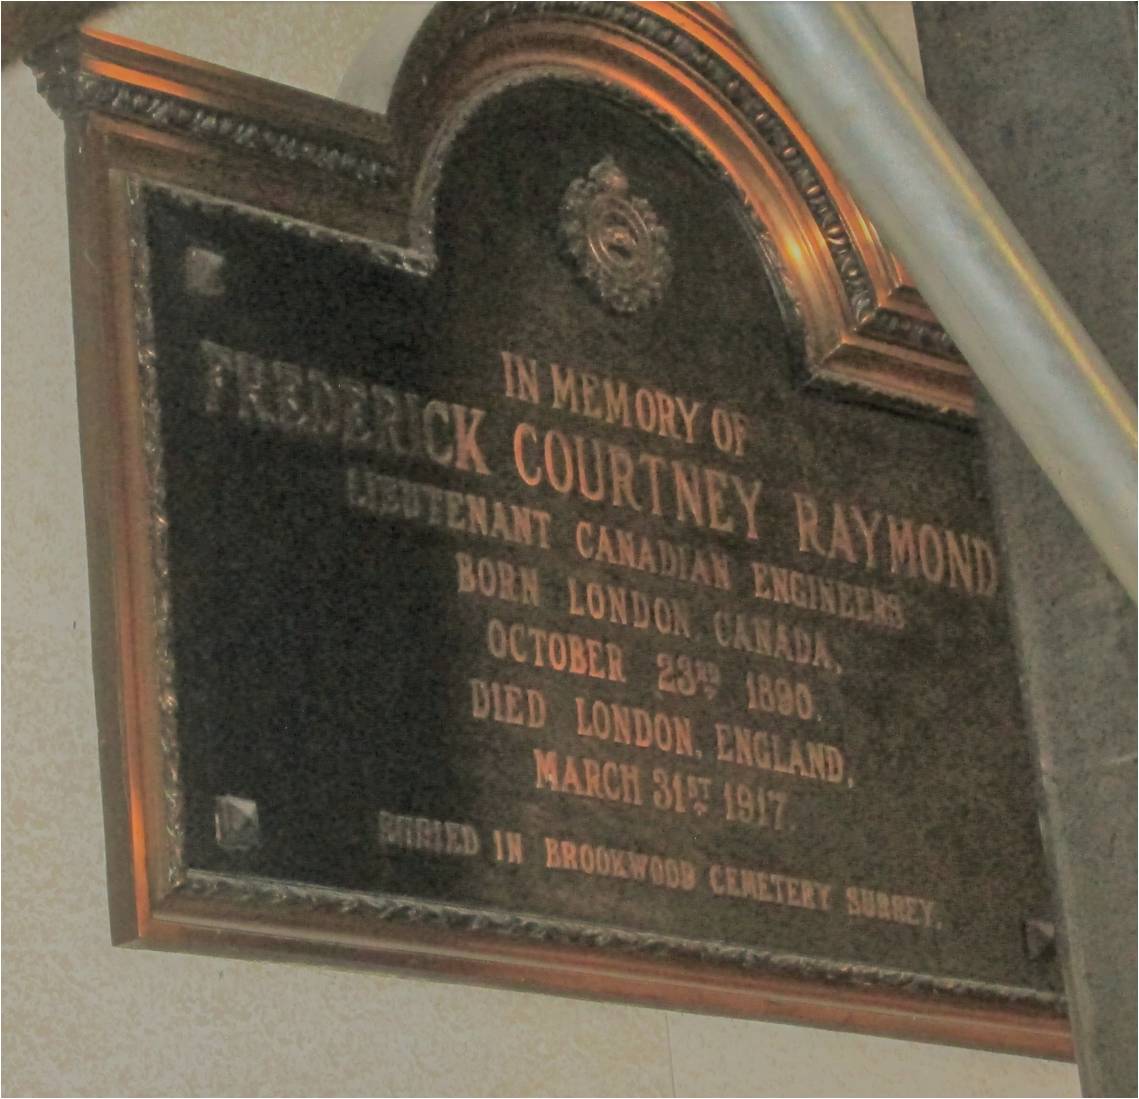 IN MEMORY OF
FREDERICK COURTNEY RAYMOND
LIEUTENANT CANADIAN ENGINEERS
BORN LONDON CANADA,
OCTOBER 23RD 1890.
DIED LONDON, ENGLAND,
MARCH 31ST 1917.
BURIED IN BROOKWOOD CEMETERY SURREY.